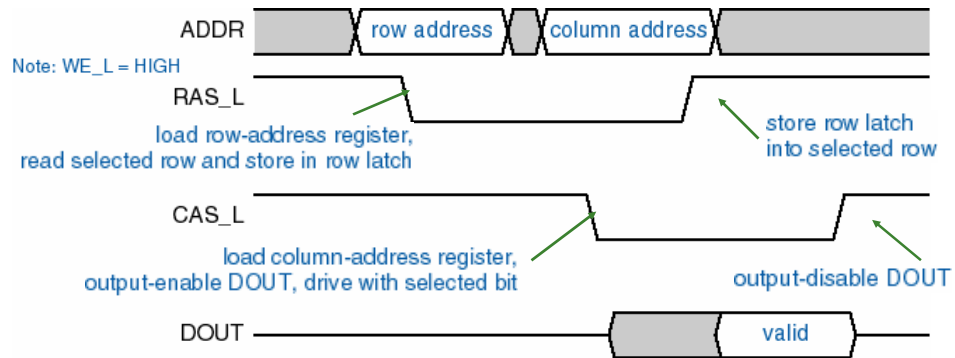 ADDR
row address
column address
Note: WE_L = HIGH
RAS_L
load row-address register,
read selected row and store in row latch
store row latch
into selected row
CAS_L
load column-address register,
output-enable DOUT, drive with selected bit
output-disable DOUT
DOUT
valid